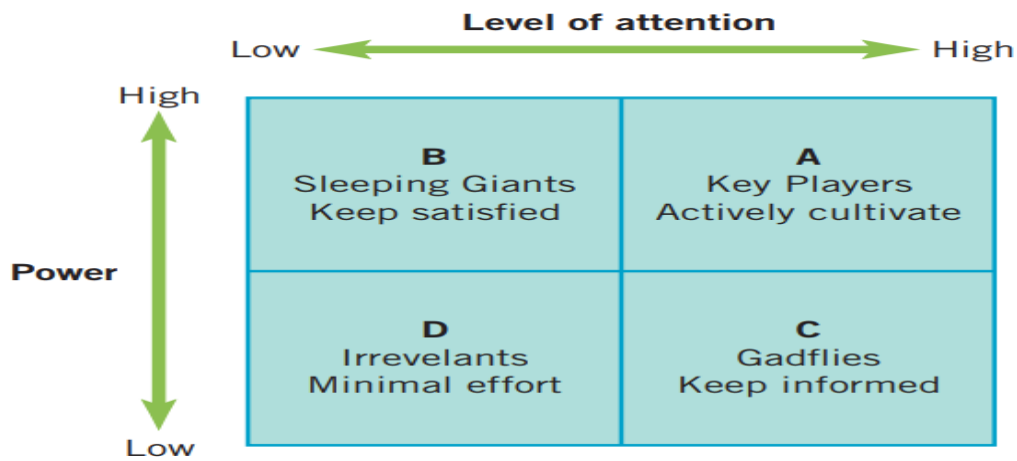 Level of attention
Low
High
High
B
Sleeping Giants
Keep satisfied
A
Key Players
Actively cultivate
Power
D
Irrevelants
Minimal effort
C
Gadflies
Keep informed
Low